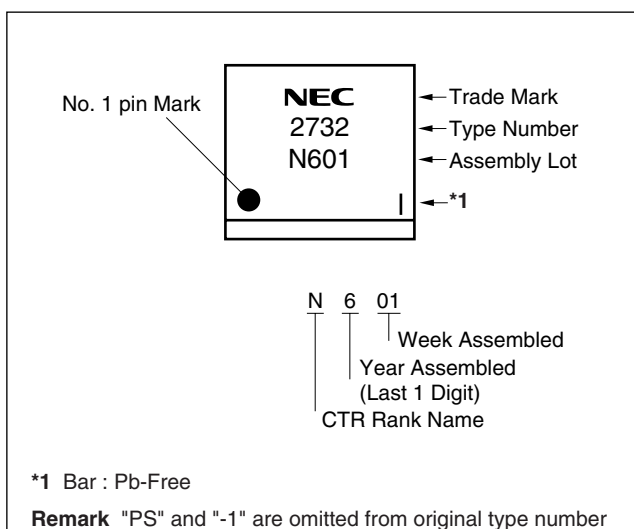 NEC
No. 1 pin Mark
Trade Mark
2732
Type Number
N601
Assembly Lot
*1
N 6 01
Week Assembled
Year Assembled
(Last 1 Digit)
CTR Rank Name
*1 Bar : Pb-Free
Remark "PS" and "-1" are omitted from original type number